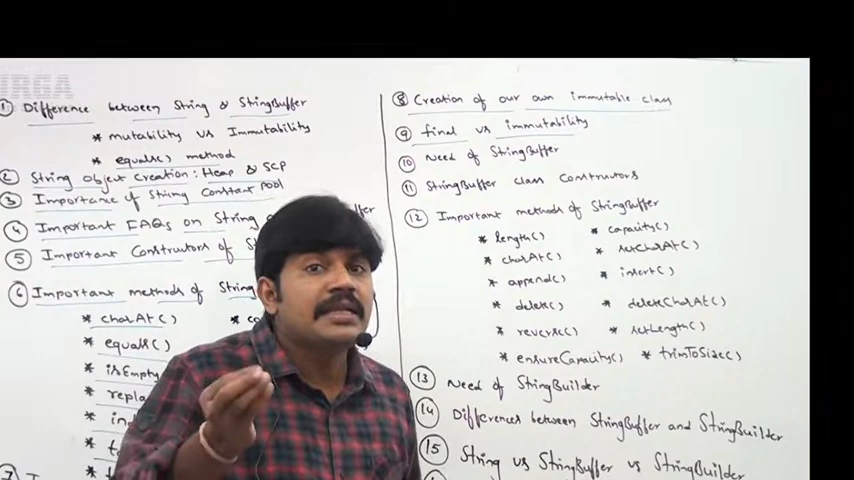 URGA
① Difference between String & StringBuffer
* mutability vs Immutability
* equals() method
② String Object Creation: Heap & SCP
③ Importance of String Constant Pool
④ Important FAQs on String
⑤ Important Constructors of
⑥ Important methods of String
* charAt()
* equals()
* isEmpty
*
*
*
*
⑦
⑧ Creation of our own immutable class
⑨ final vs immutability
⑩ Need of StringBuffer
⑪ StringBuffer class Constructors
⑫ Important methods of StringBuffer
* length() * capacity()
* charAt() * setCharAt()
* append() * insert()
* delete() * deleteCharAt()
* reverse() * setLength()
* ensureCapacity() * trimToSize()
⑬ Need of StringBuilder
⑭ Differences between StringBuffer and StringBuilder
⑮ String vs StringBuffer vs StringBuilder